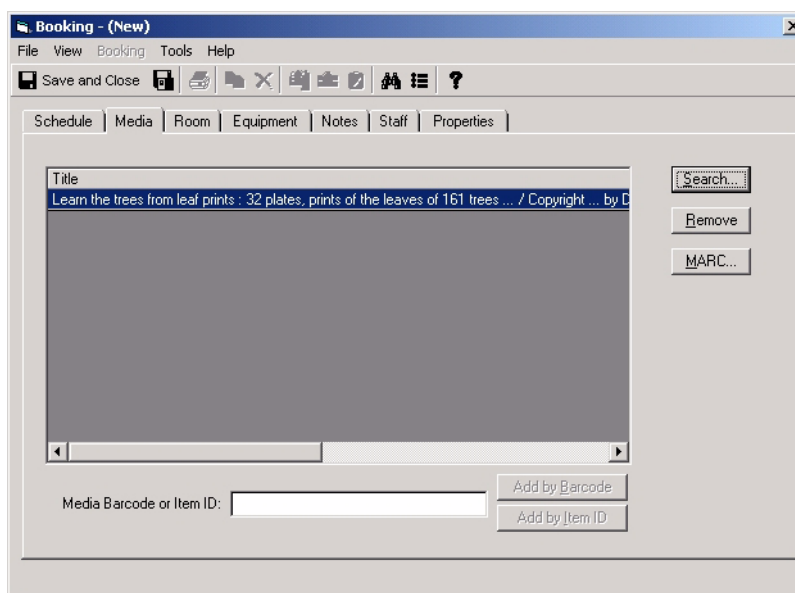 Booking - (New)
File View Booking Tools Help
Save and Close
Schedule Media Room Equipment Notes Staff Properties
Title
Learn the trees from leaf prints : 32 plates, prints of the leaves of 161 trees ... / Copyright ... by D
Search...
Remove
MARC...
Media Barcode or Item ID:
Add by Barcode
Add by Item ID